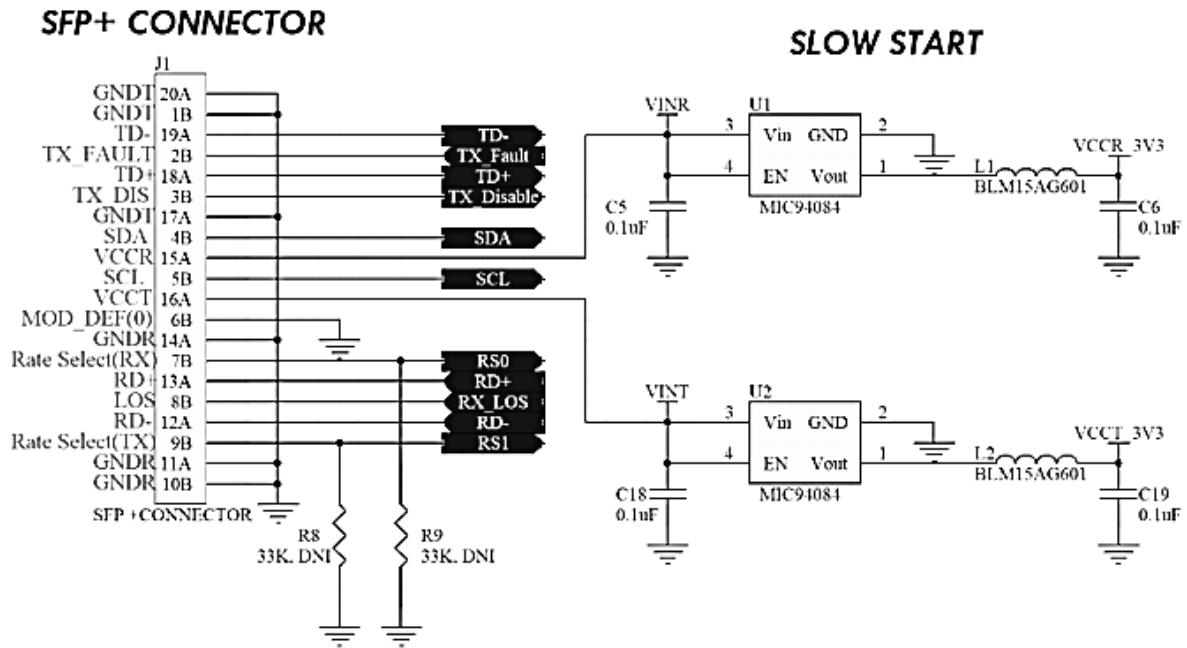 SFP+ CONNECTOR
SLOW START
J1
GNDT 20A
GNDT 1B
TD- 19A TD-
TX_FAULT 2B TX_Fault
TD+ 18A TD+
TX_DIS 3B TX_Disable
GNDT 17A
SDA 4B SDA
VCCR 15A
SCL 5B SCL
VCCT 16A
MOD_DEF(0) 6B
GNDR 14A
Rate Select(RX) 7B RS0
RD+ 13A RD+
LOS 8B RX_LOS
RD- 12A RD-
Rate Select(TX) 9B RS1
GNDR 11A
GNDR 10B
SFP +CONNECTOR
R8
33K, DNI
R9
33K, DNI
VINR
U1
3 Vin GND 2
4 EN Vout 1
MIC94084
C5
0.1uF
L1
BLM15AG601
VCCR_3V3
C6
0.1uF
VINT
U2
3 Vin GND 2
4 EN Vout 1
MIC94084
C18
0.1uF
L2
BLM15AG601
VCCT_3V3
C19
0.1uF